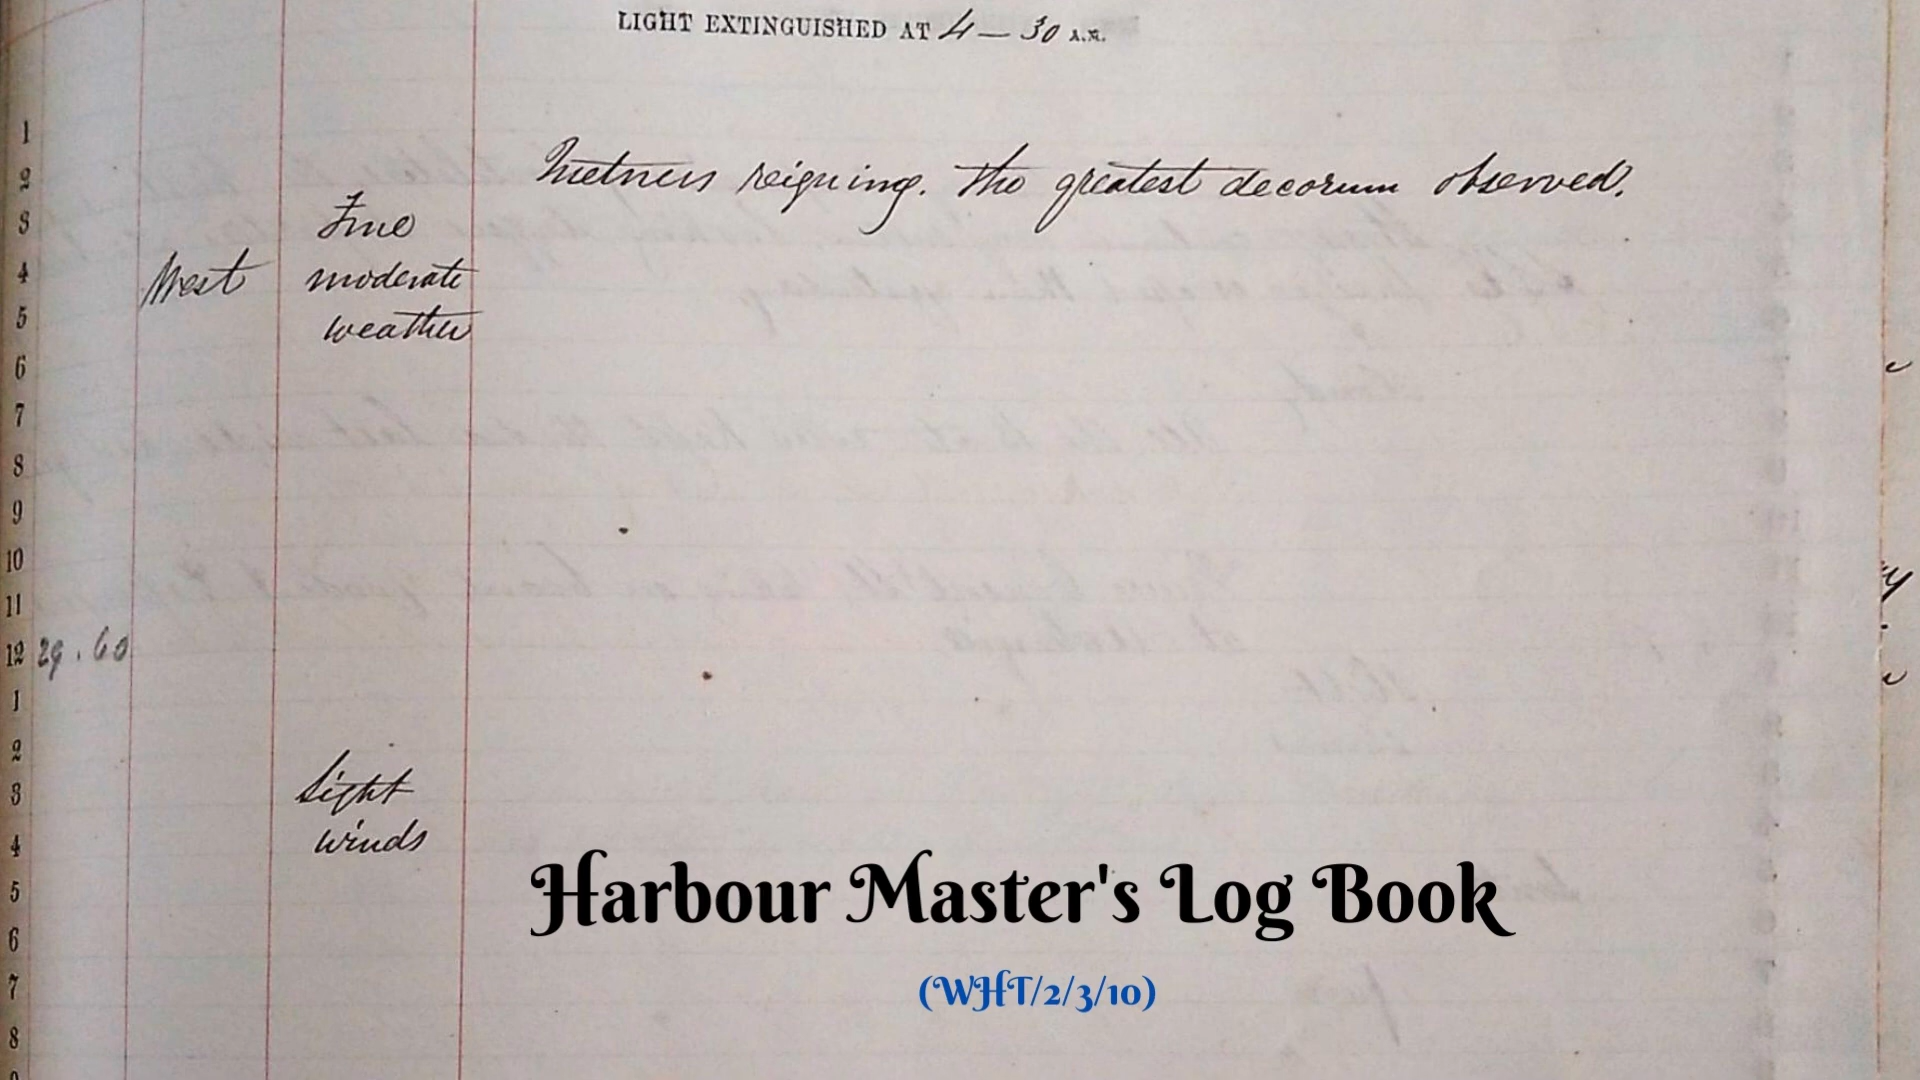 LIGHT EXTINGUISHED AT 4 — 30 A.M.
1
2 Quietness reigning. The greatest decorum observed.
3 Fine
4 West moderate
5 weather
6
7
8
9
10
11
12 29.60
1
2
3 Light
4 winds
5 Harbour Master's Log Book
6
7 (WHT/2/3/10)
8